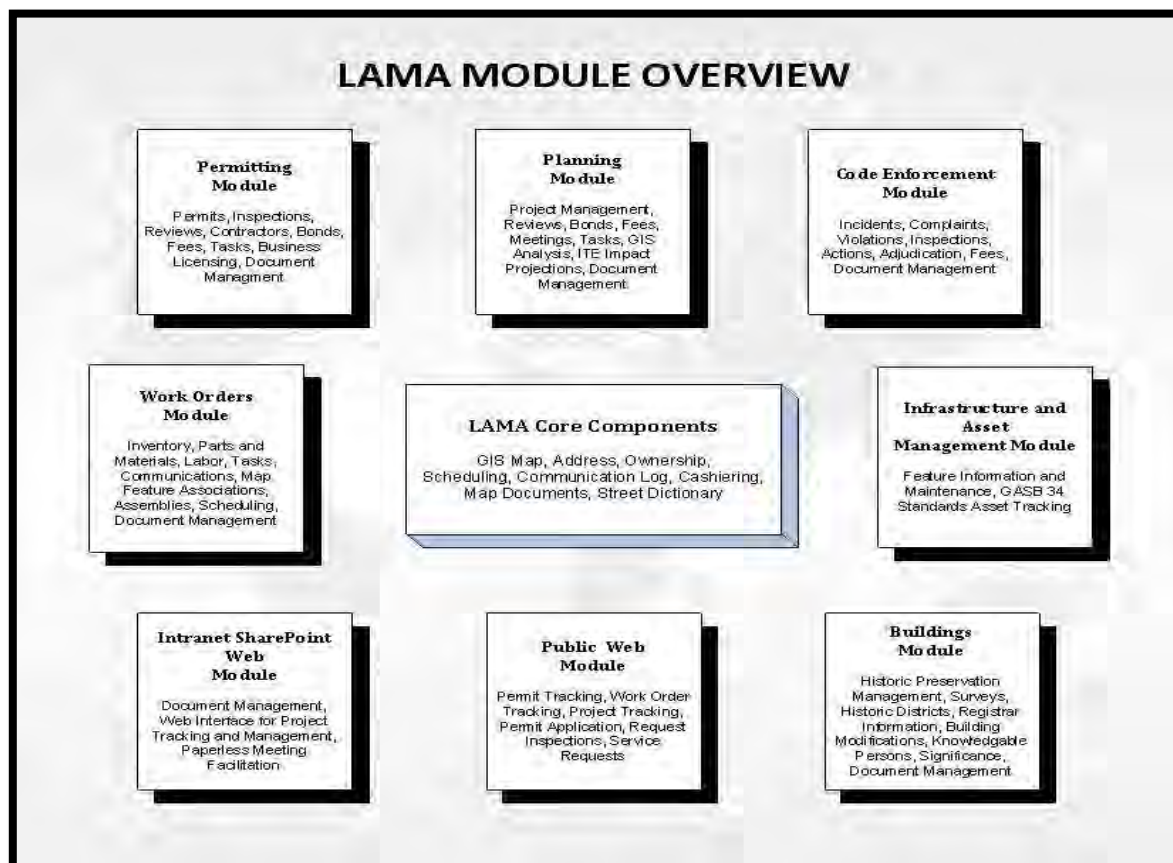 LAMA MODULE OVERVIEW
Permitting
Module
Permits, Inspections,
Reviews, Contractors, Bonds,
Fees, Tasks, Business
Licensing, Document
Managment
Planning
Module
Project Management,
Reviews, Bonds, Fees,
Meetings, Tasks, GIS
Analysis, ITE Impact
Projections, Document
Management
Code Enforcement
Module
Incidents, Complaints,
Violations, Inspections,
Actions, Adjudication, Fees,
Document Management
Work Orders
Module
Inventory, Parts and
Materials, Labor, Tasks,
Communications, Map
Feature Associations,
Assemblies, Scheduling,
Document Management
LAMA Core Components
GIS Map, Address, Ownership,
Scheduling, Communication Log, Cashiering,
Map Documents, Street Dictionary
Infrastructure and
Asset
Management Module
Feature Information and
Maintenance, GASB 34
Standards Asset Tracking
Intranet SharePoint
Web
Module
Document Management,
Web Interface for Project
Tracking and Management,
Paperless Meeting
Facilitation
Public Web
Module
Permit Tracking, Work Order
Tracking, Project Tracking,
Permit Application, Request
Inspections, Service
Requests
Buildings
Module
Historic Preservation
Management, Surveys,
Historic Districts, Registrar
Information, Building
Modifications, Knowledgable
Persons, Significance,
Document Management